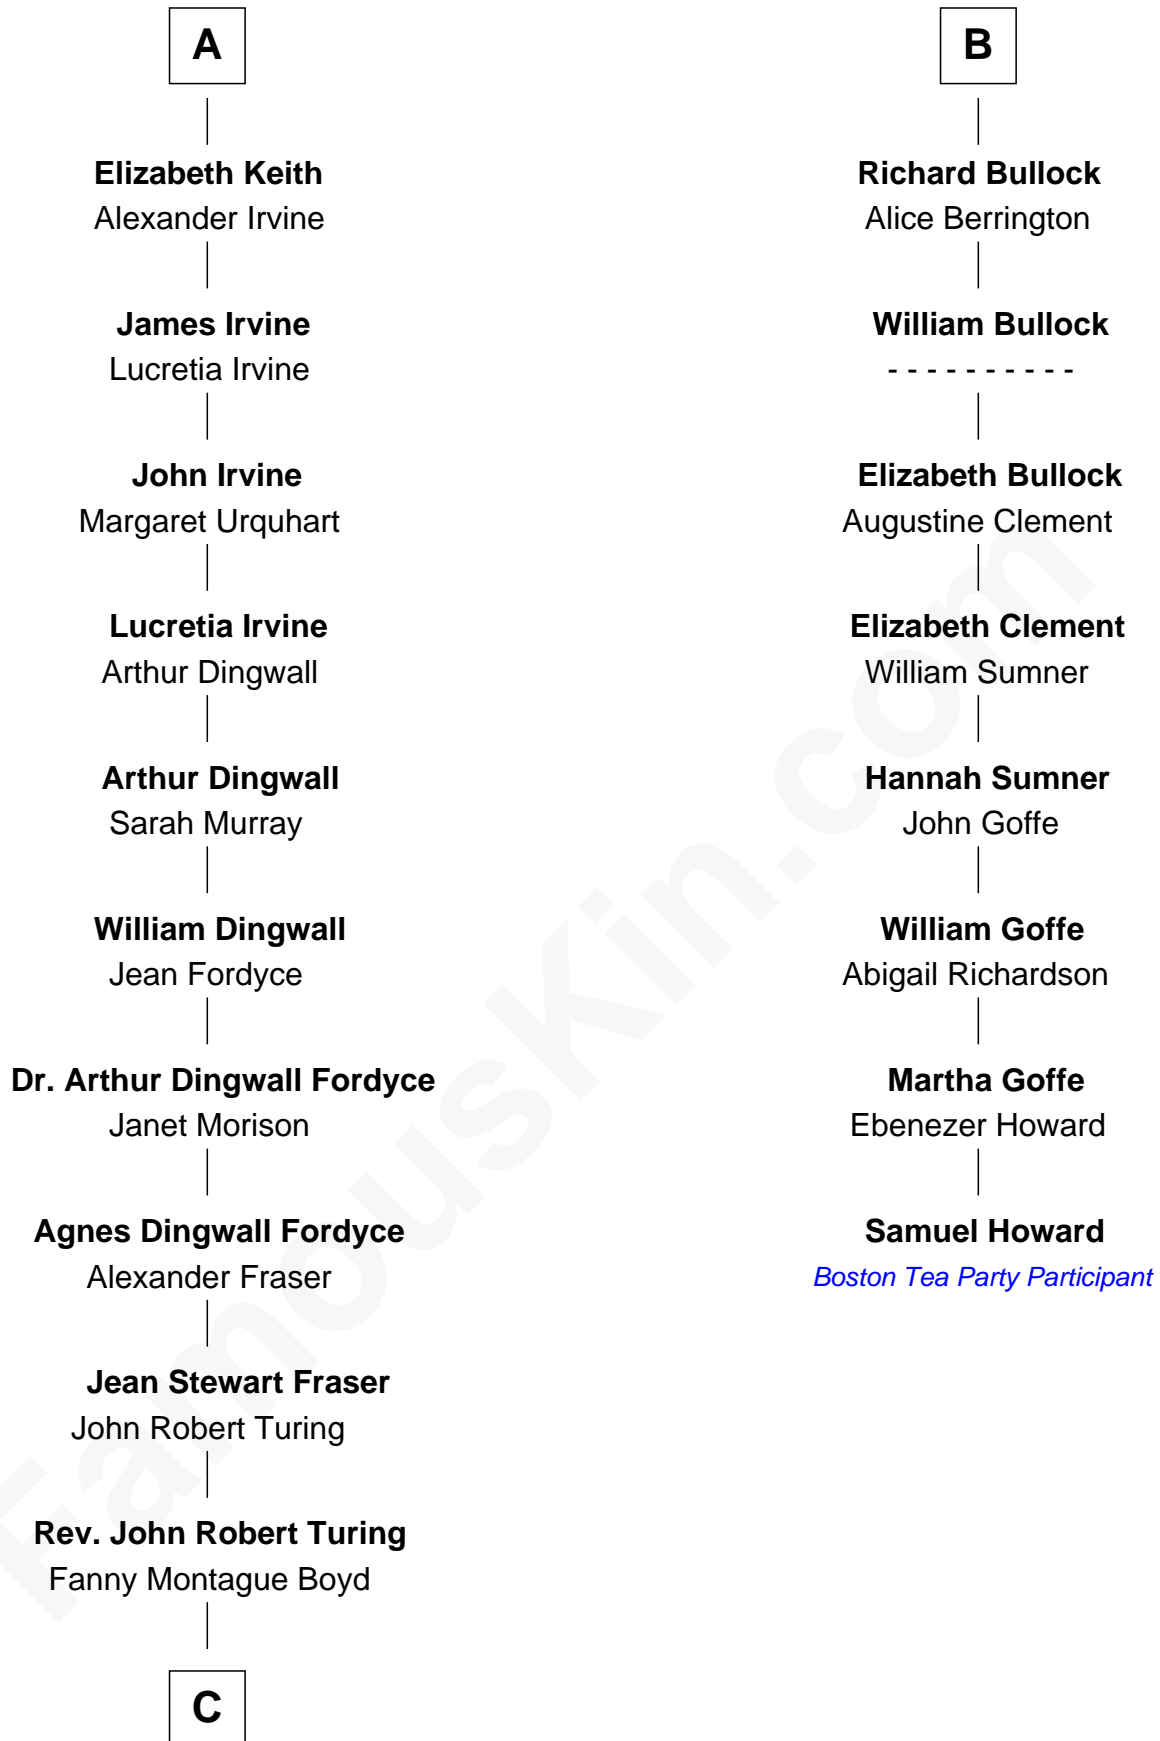 A
Elizabeth Keith
Alexander Irvine
James Irvine
Lucretia Irvine
John Irvine
Margaret Urquhart
Lucretia Irvine
Arthur Dingwall
Arthur Dingwall
Sarah Murray
William Dingwall
Jean Fordyce
Dr. Arthur Dingwall Fordyce
Janet Morison
Agnes Dingwall Fordyce
Alexander Fraser
Jean Stewart Fraser
John Robert Turing
Rev. John Robert Turing
Fanny Montague Boyd
C
B
Richard Bullock
Alice Berrington
William Bullock
- - - - - - - - - -
Elizabeth Bullock
Augustine Clement
Elizabeth Clement
William Sumner
Hannah Sumner
John Goffe
William Goffe
Abigail Richardson
Martha Goffe
Ebenezer Howard
Samuel Howard
Boston Tea Party Participant
FamousKin.com